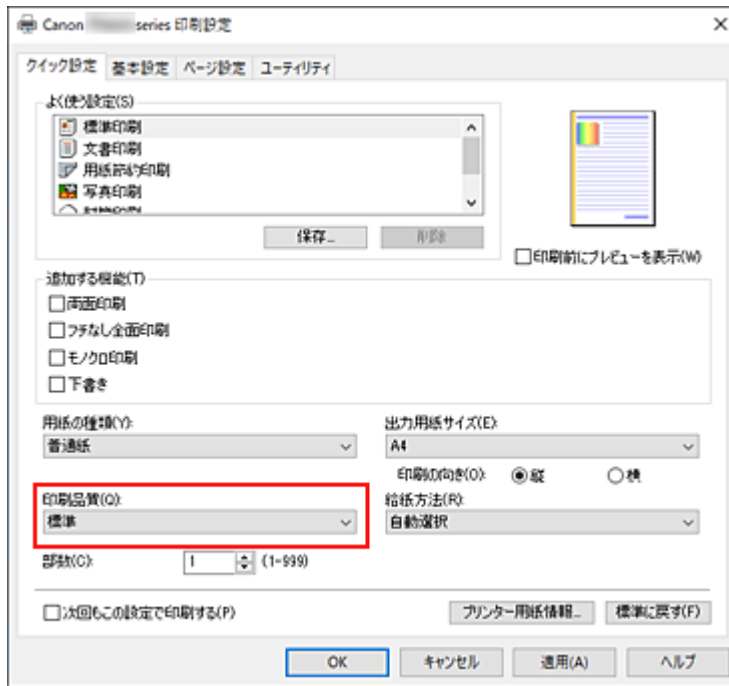 Canon series 印刷設定
クイック設定 基本設定 ページ設定 ユーティリティ
よく使う設定(S)
標準印刷
文書印刷
用紙節約印刷
写真印刷
保存...
削除
印刷前にプレビューを表示(W)
追加する機能(T)
両面印刷
フチなし全面印刷
モノクロ印刷
下書き
用紙の種類(Y):
普通紙
出力用紙サイズ(E):
A4
印刷の向き(O): 縦 横
印刷品質(Q):
標準
給紙方法(R):
自動選択
部数(C): 1 (1-999)
次回もこの設定で印刷する(P)
プリンター用紙情報... 標準に戻す(F)
OK キャンセル 適用(A) ヘルプ